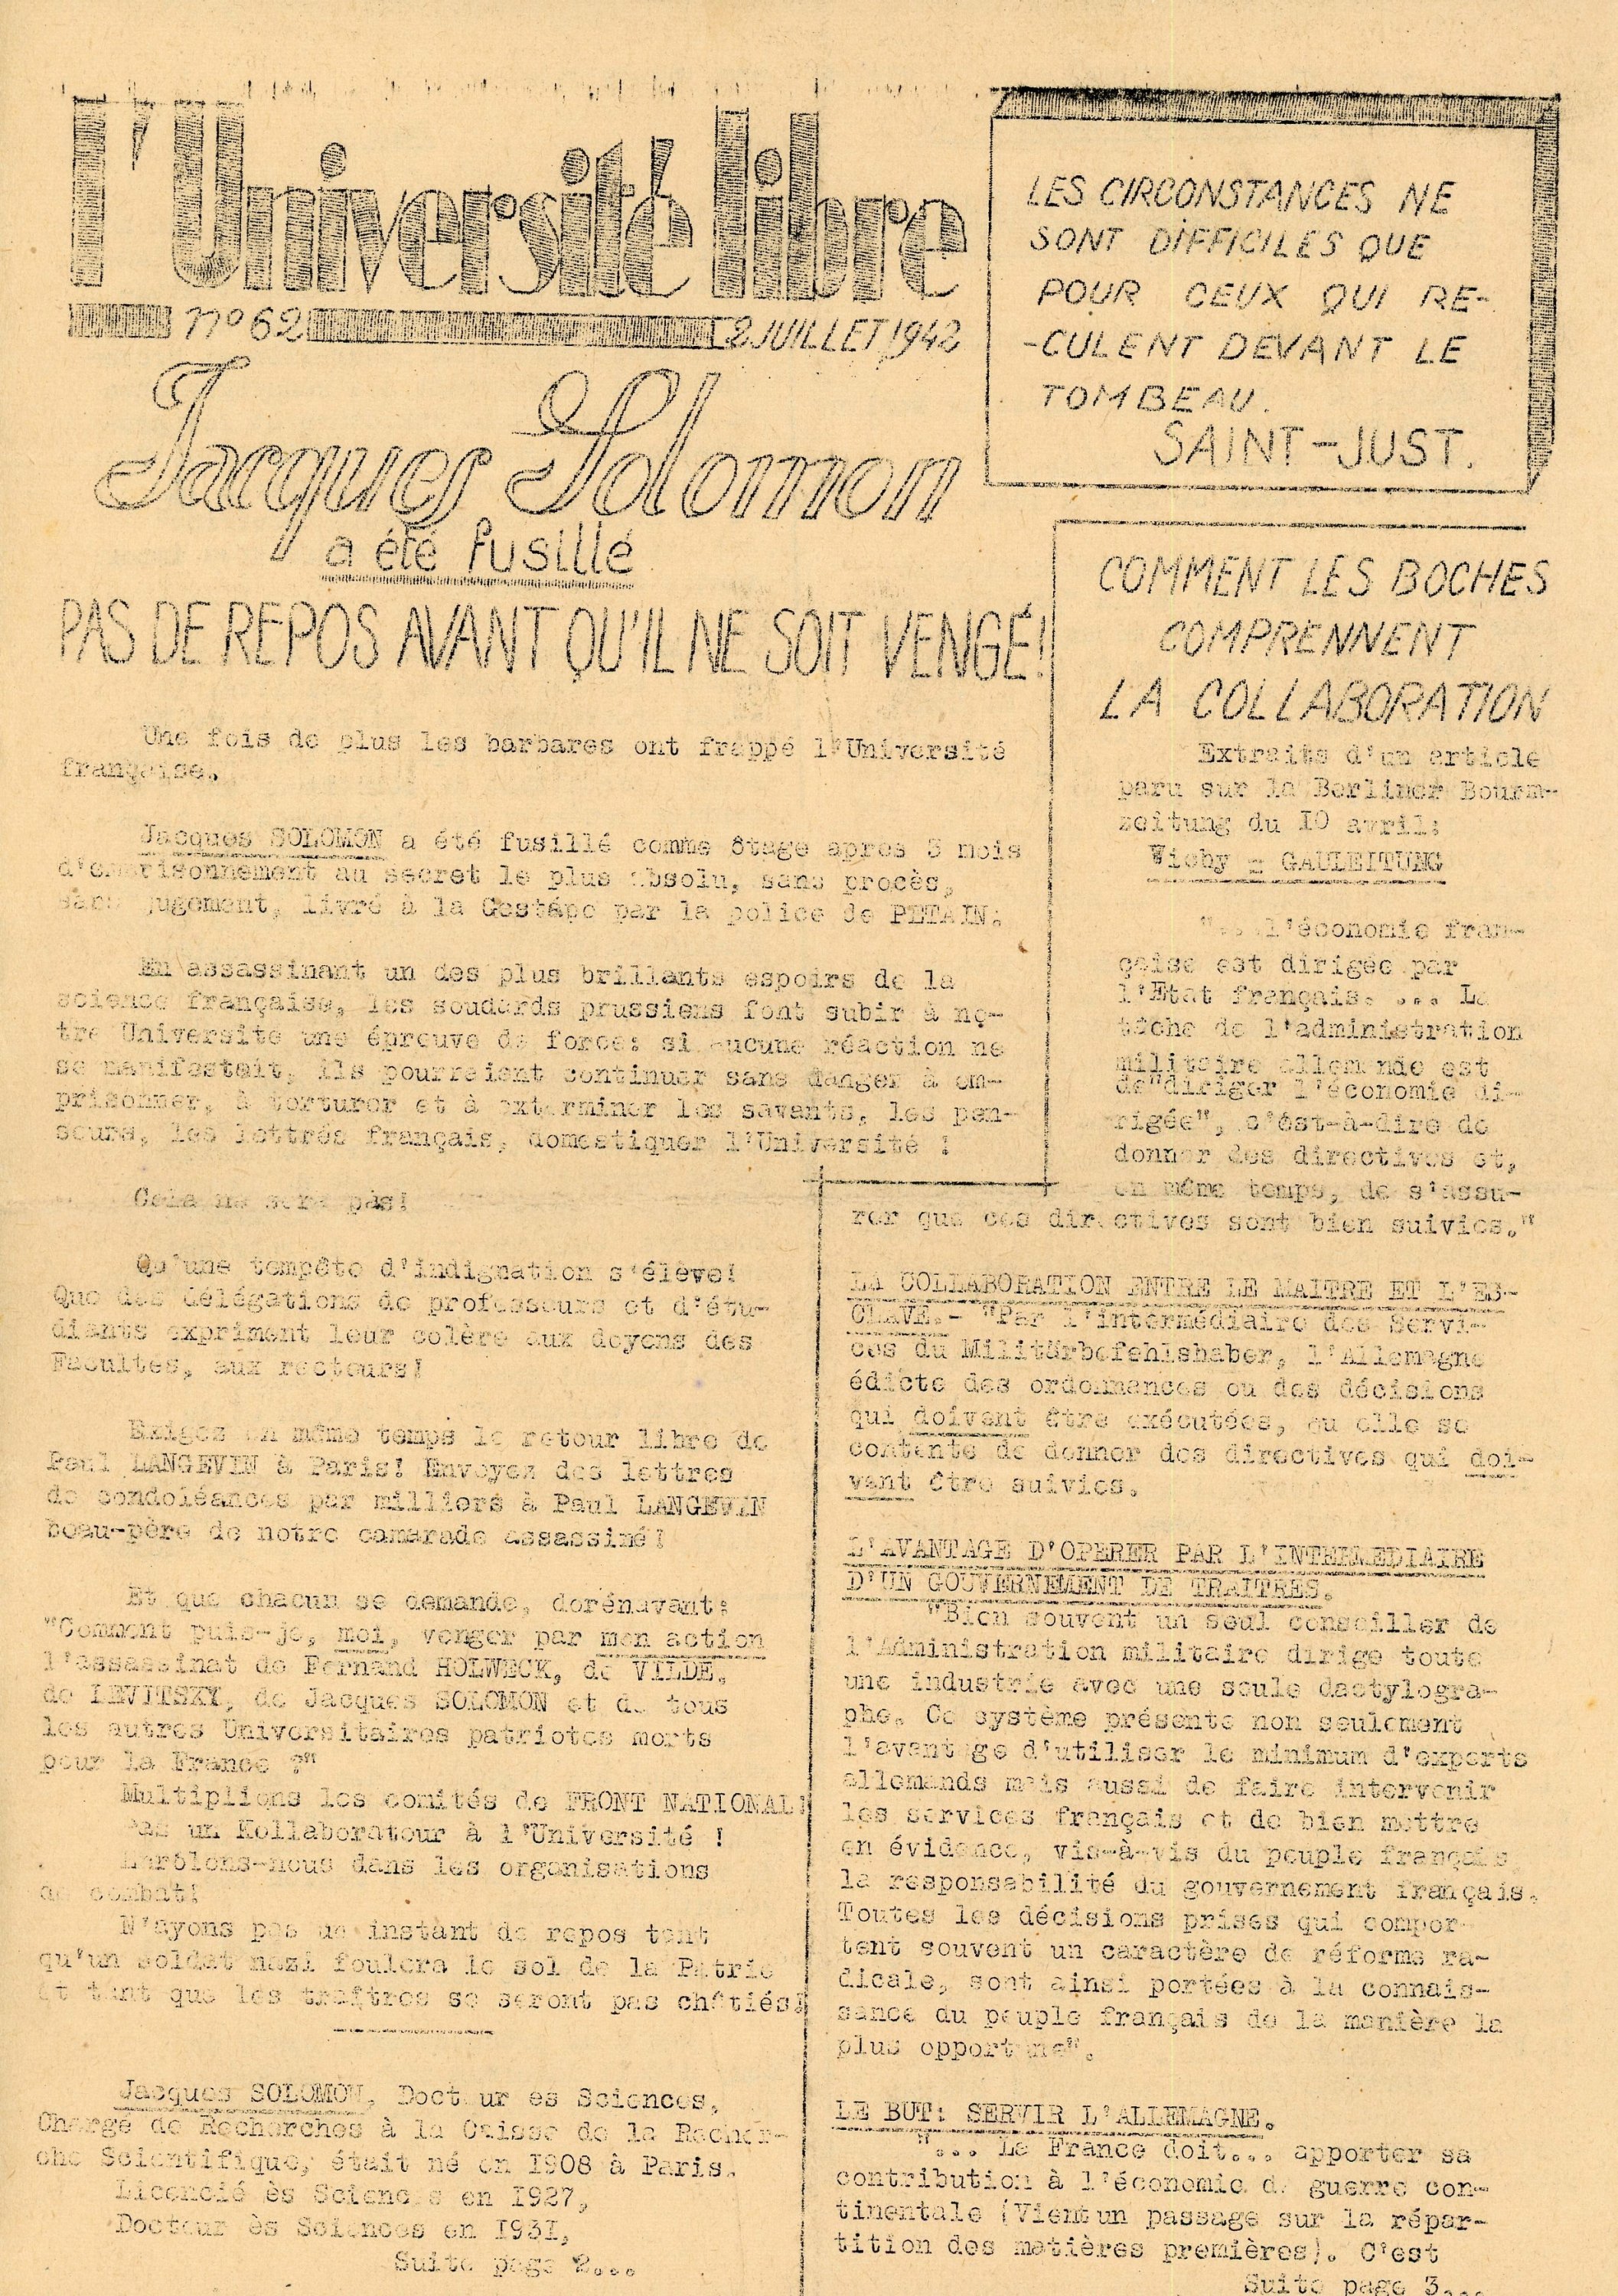 l'Université libre
n° 62
2 JUILLET 1942
LES CIRCONSTANCES NE
SONT DIFFICILES QUE
POUR CEUX QUI RE-
-CULENT DEVANT LE
TOMBEAU.
SAINT-JUST.
Jacques Solomon
a été fusillé
PAS DE REPOS AVANT QU'IL NE SOIT VENGÉ!
Une fois de plus les barbares ont frappé l'Université
française.
Jacques SOLOMON a été fusillé comme ôtage apres 3 mois
d'emprisonnement au secret le plus absolu, sans procès,
sans jugement, livré à la Gestapo par la police de PETAIN.
En assassinant un des plus brillants espoirs de la
science française, les soudards prussiens font subir à no-
tre Universite une épreuve de force: si aucune réaction ne
se manifestait, ils pourraient continuer sans danger à em-
prisonner, à torturer et à exterminer les savants, les pen-
seurs, les lettrés français, domestiquer l'Université !
Cela ne sera pas!
Qu'une tempête d'indignation s'élève!
Que des délégations de professeurs et d'étu-
diants expriment leur colère aux doyens des
Facultes, aux recteurs!
Exigez en même temps le retour libre de
Paul LANGEVIN à Paris! Envoyez des lettres
de condoléances par milliers à Paul LANGEVIN
beau-père de notre camarade assassiné!
Et que chacun se demande, dorénavant:
"Comment puis-je, moi, venger par mon action
l'assassinat de Fernand HOLWECK, de VILDE,
de LEVITSKY, de Jacques SOLOMON et de tous
les autres Universitaires patriotes morts
pour la France ?"
Multiplions les comités de FRONT NATIONAL!
Pas un Kollaborateur à l'Université !
Enrôlons-nous dans les organisations
de combat!
N'ayons pas un instant de repos tant
qu'un soldat nazi foulera le sol de la Patrie
et tant que les traîtres se seront pas châtiés!
Jacques SOLOMON, Doct ur es Sciences,
Chargé de Recherches à la Caisse de la Recher-
che Scientifique, était né en 1908 à Paris.
Licencié ès Sciences en 1927,
Docteur ès Sciences en 1931,
Suite page 2...
COMMENT LES BOCHES
COMPRENNENT
LA COLLABORATION
Extraits d'un article
paru sur la Berliner Bourm-
zeitung du 10 avril:
Vichy = GAULEITUNG
"... l'économie fran-
çaise est dirigée par
l'Etat français. ... La
tâche de l'administration
militaire allemande est
de"diriger l'économie di-
rigée", c'est-à-dire de
donner des directives et,
en même temps, de s'assu-
rer que ces directives sont bien suivies."
LA COLLABORATION ENTRE LE MAITRE ET L'ES-
CLAVE.- "Par l'intermédiaire des Servi-
ces du Militärbefehlshaber, l'Allemagne
édicte des ordonnances ou des décisions
qui doivent être exécutées, ou elle se
contente de donner des directives qui doi-
vent être suivies.
L'AVANTAGE D'OPERER PAR L'INTERMEDIAIRE
D'UN GOUVERNEMENT DE TRAITRES.
"Bien souvent un seul conseiller de
l'Administration militaire dirige toute
une industrie avec une seule dactylogra-
phe. Ce système présente non seulement
l'avantage d'utiliser le minimum d'experts
allemands mais aussi de faire intervenir
les services français et de bien mettre
en évidence, vis-à-vis du peuple français
la responsabilité du gouvernement français.
Toutes les décisions prises qui compor-
tent souvent un caractère de réforme ra-
dicale, sont ainsi portées à la connais-
sance du peuple français de la manière la
plus opportune".
LE BUT: SERVIR L'ALLEMAGNE.
"... La France doit... apporter sa
contribution à l'économie de guerre con-
tinentale (Vient un passage sur la répar-
tition des matières premières). C'est
Suite page 3...